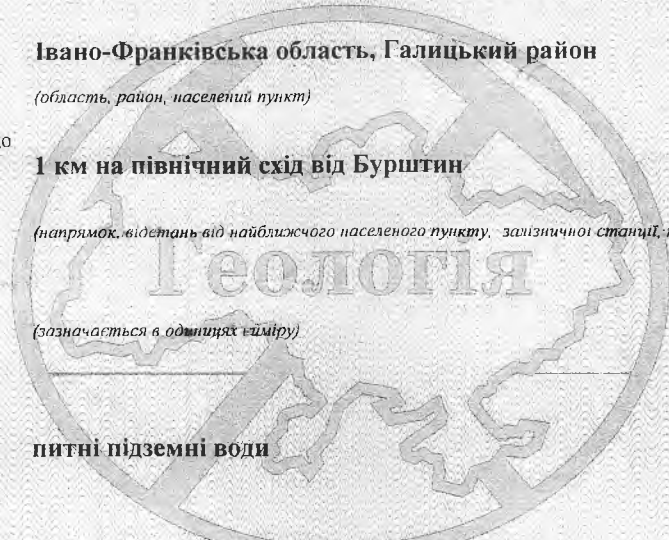 Івано-Франківська область, Галицький район
(область, район, населений пункт)
1 км на північний схід від Бурштин
(напрямок, відстань від найближчого населеного пункту, залізничної станції,
Геологія
(зазначається в одиницях виміру)
питні підземні води